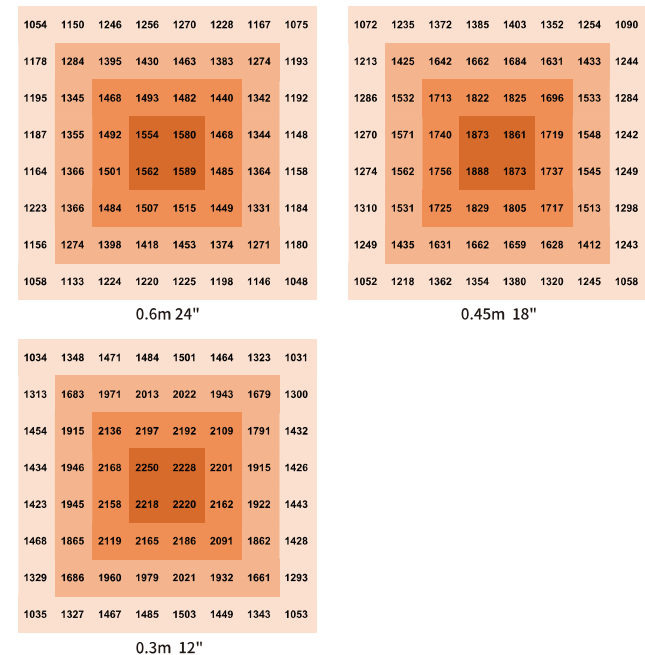 1054 1150 1246 1256 1270 1228 1167 1075
1178 1284 1395 1430 1463 1383 1274 1193
1195 1345 1468 1493 1482 1440 1342 1192
1187 1355 1492 1554 1580 1468 1344 1148
1164 1366 1501 1562 1589 1485 1364 1158
1223 1366 1484 1507 1515 1449 1331 1184
1156 1274 1398 1418 1453 1374 1271 1180
1058 1133 1224 1220 1225 1198 1146 1048
0.6m 24"
1072 1235 1372 1385 1403 1352 1254 1090
1213 1425 1642 1662 1684 1631 1433 1244
1286 1532 1713 1822 1825 1696 1533 1284
1270 1571 1740 1873 1861 1719 1548 1242
1274 1562 1756 1888 1873 1737 1545 1249
1310 1531 1725 1829 1805 1717 1513 1298
1249 1435 1631 1662 1659 1628 1412 1243
1052 1218 1362 1354 1380 1320 1245 1058
0.45m 18"
1034 1348 1471 1484 1501 1464 1323 1031
1313 1683 1971 2013 2022 1943 1679 1300
1454 1915 2136 2197 2192 2109 1791 1432
1434 1946 2168 2250 2228 2201 1915 1426
1423 1945 2158 2218 2220 2162 1922 1443
1468 1865 2119 2165 2186 2091 1862 1428
1329 1686 1960 1979 2021 1932 1661 1293
1035 1327 1467 1485 1503 1449 1343 1053
0.3m 12"